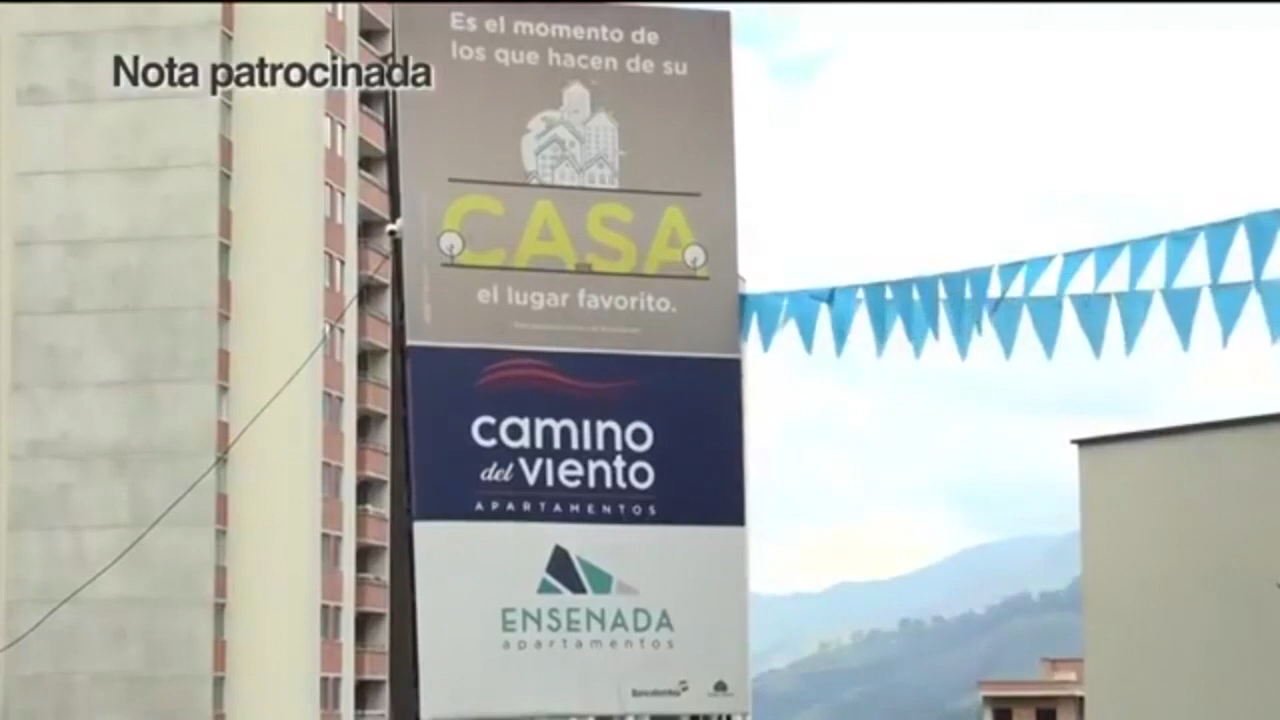 Nota patrocinada
Es el momento de
los que hacen de su
CASA
el lugar favorito.
camino
del viento
APARTAMENTOS
ENSENADA
apartamentos